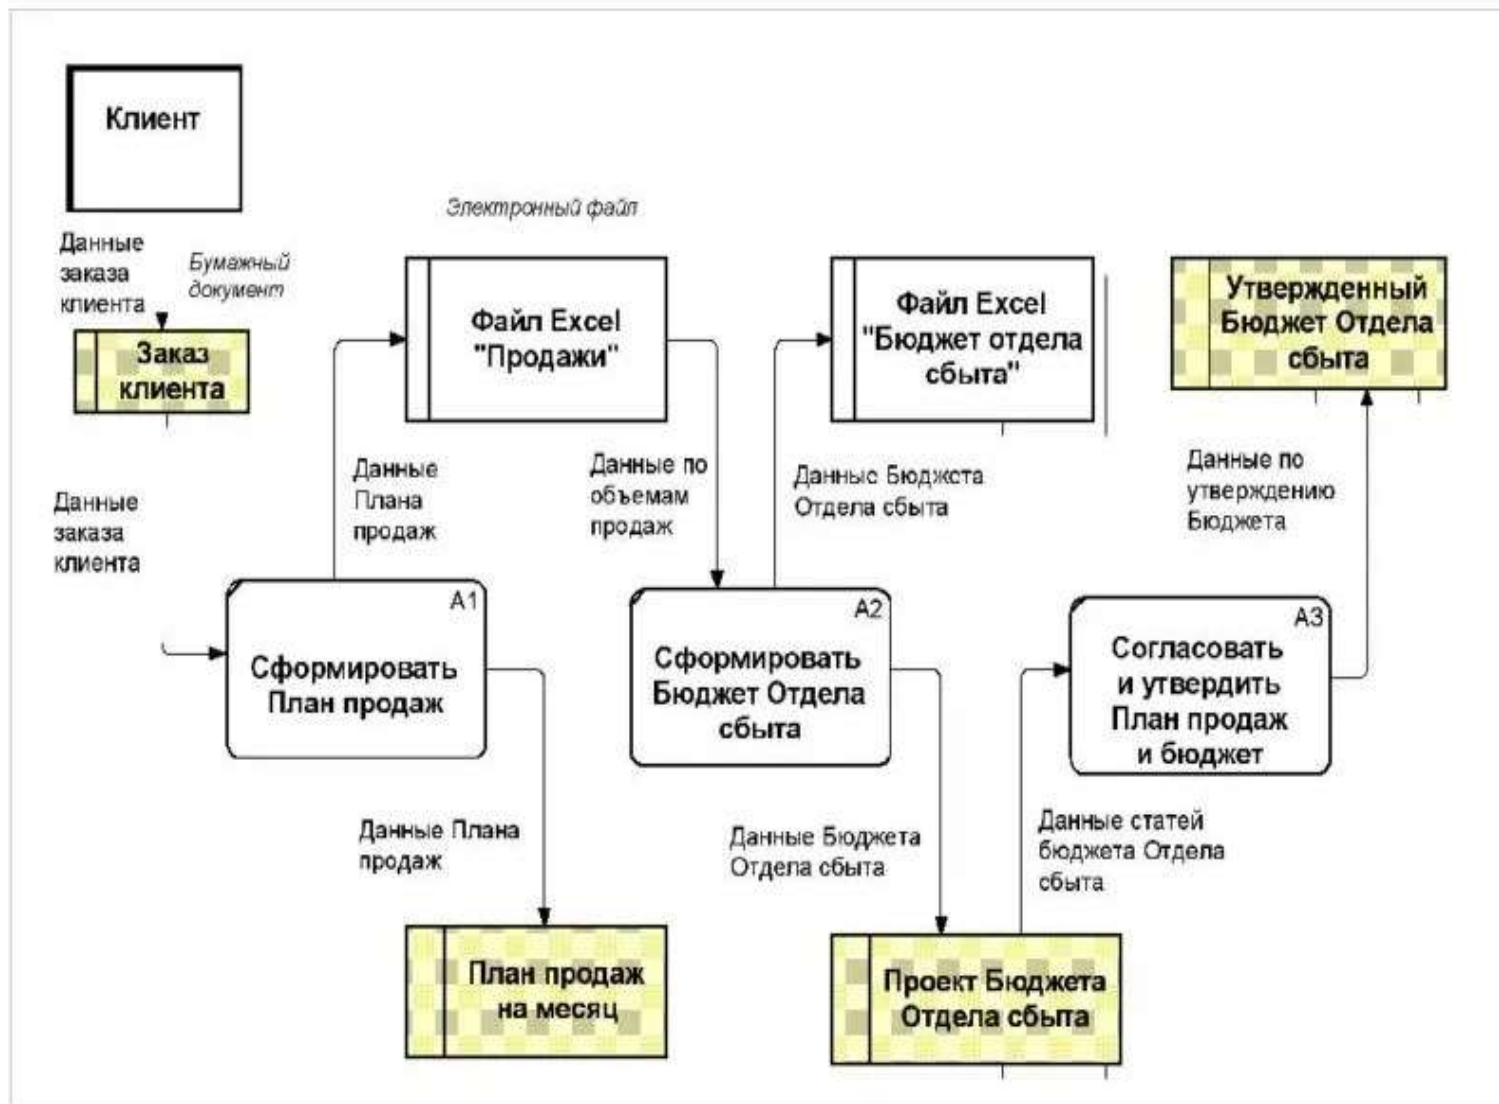 Клиент
Электронный файл
Данные
заказа
клиента
Бумажный
документ
Заказ
клиента
Файл Excel
"Продажи"
Файл Excel
"Бюджет отдела
сбыта"
Утвержденный
Бюджет Отдела
сбыта
Данные
заказа
клиента
Данные
Плана
продаж
Данные по
объемам
продаж
Данные Бюджета
Отдела сбыта
Данные по
утверждению
Бюджета
A1
Сформировать
План продаж
A2
Сформировать
Бюджет Отдела
сбыта
A3
Согласовать
и утвердить
План продаж
и бюджет
Данные Плана
продаж
Данные Бюджета
Отдела сбыта
Данные статей
бюджета Отдела
сбыта
План продаж
на месяц
Проект Бюджета
Отдела сбыта